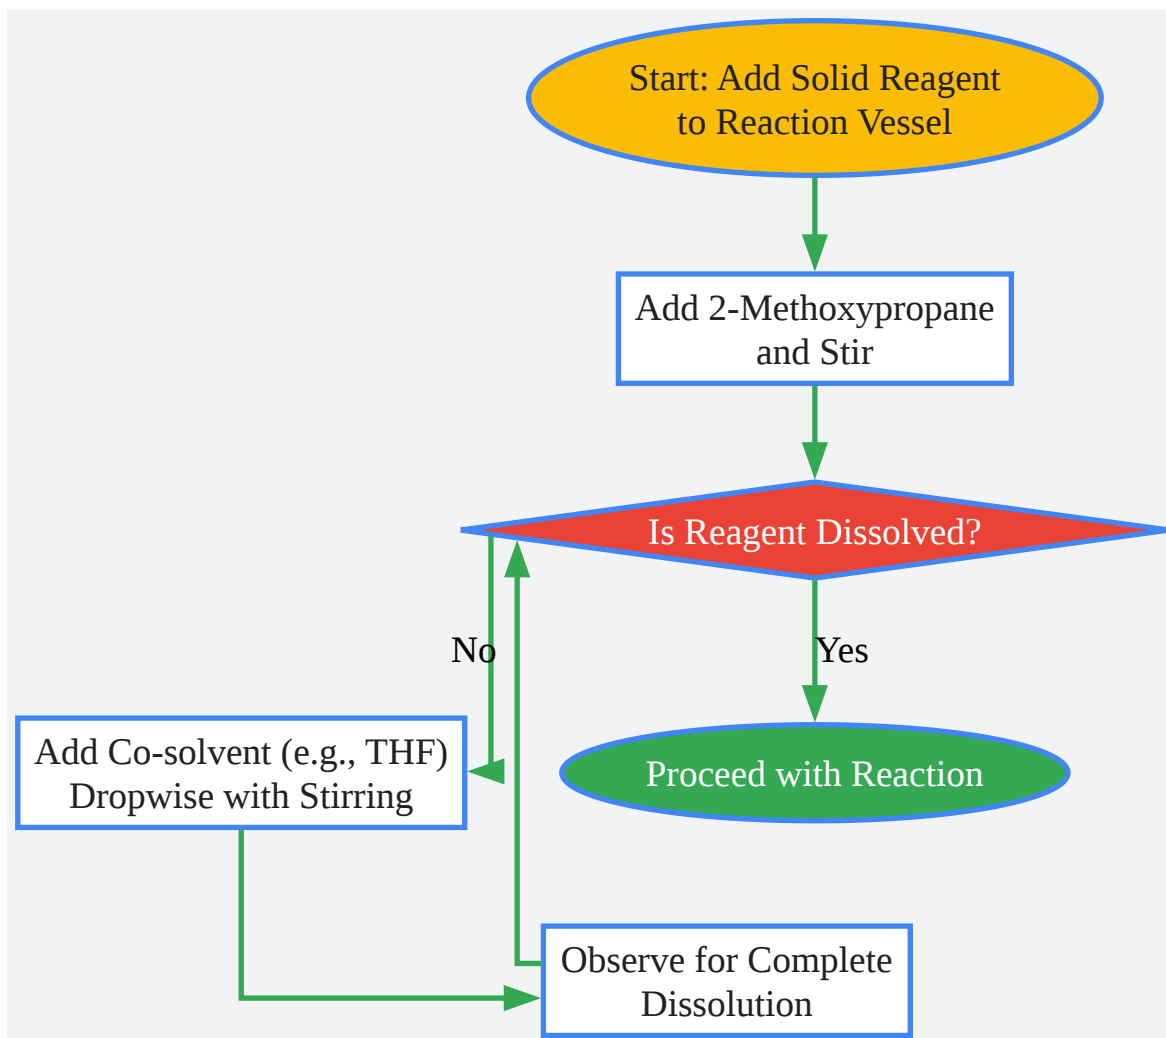 Start: Add Solid Reagent
to Reaction Vessel
Add 2-Methoxypropane
and Stir
Is Reagent Dissolved?
No
Yes
Add Co-solvent (e.g., THF)
Dropwise with Stirring
Proceed with Reaction
Observe for Complete
Dissolution